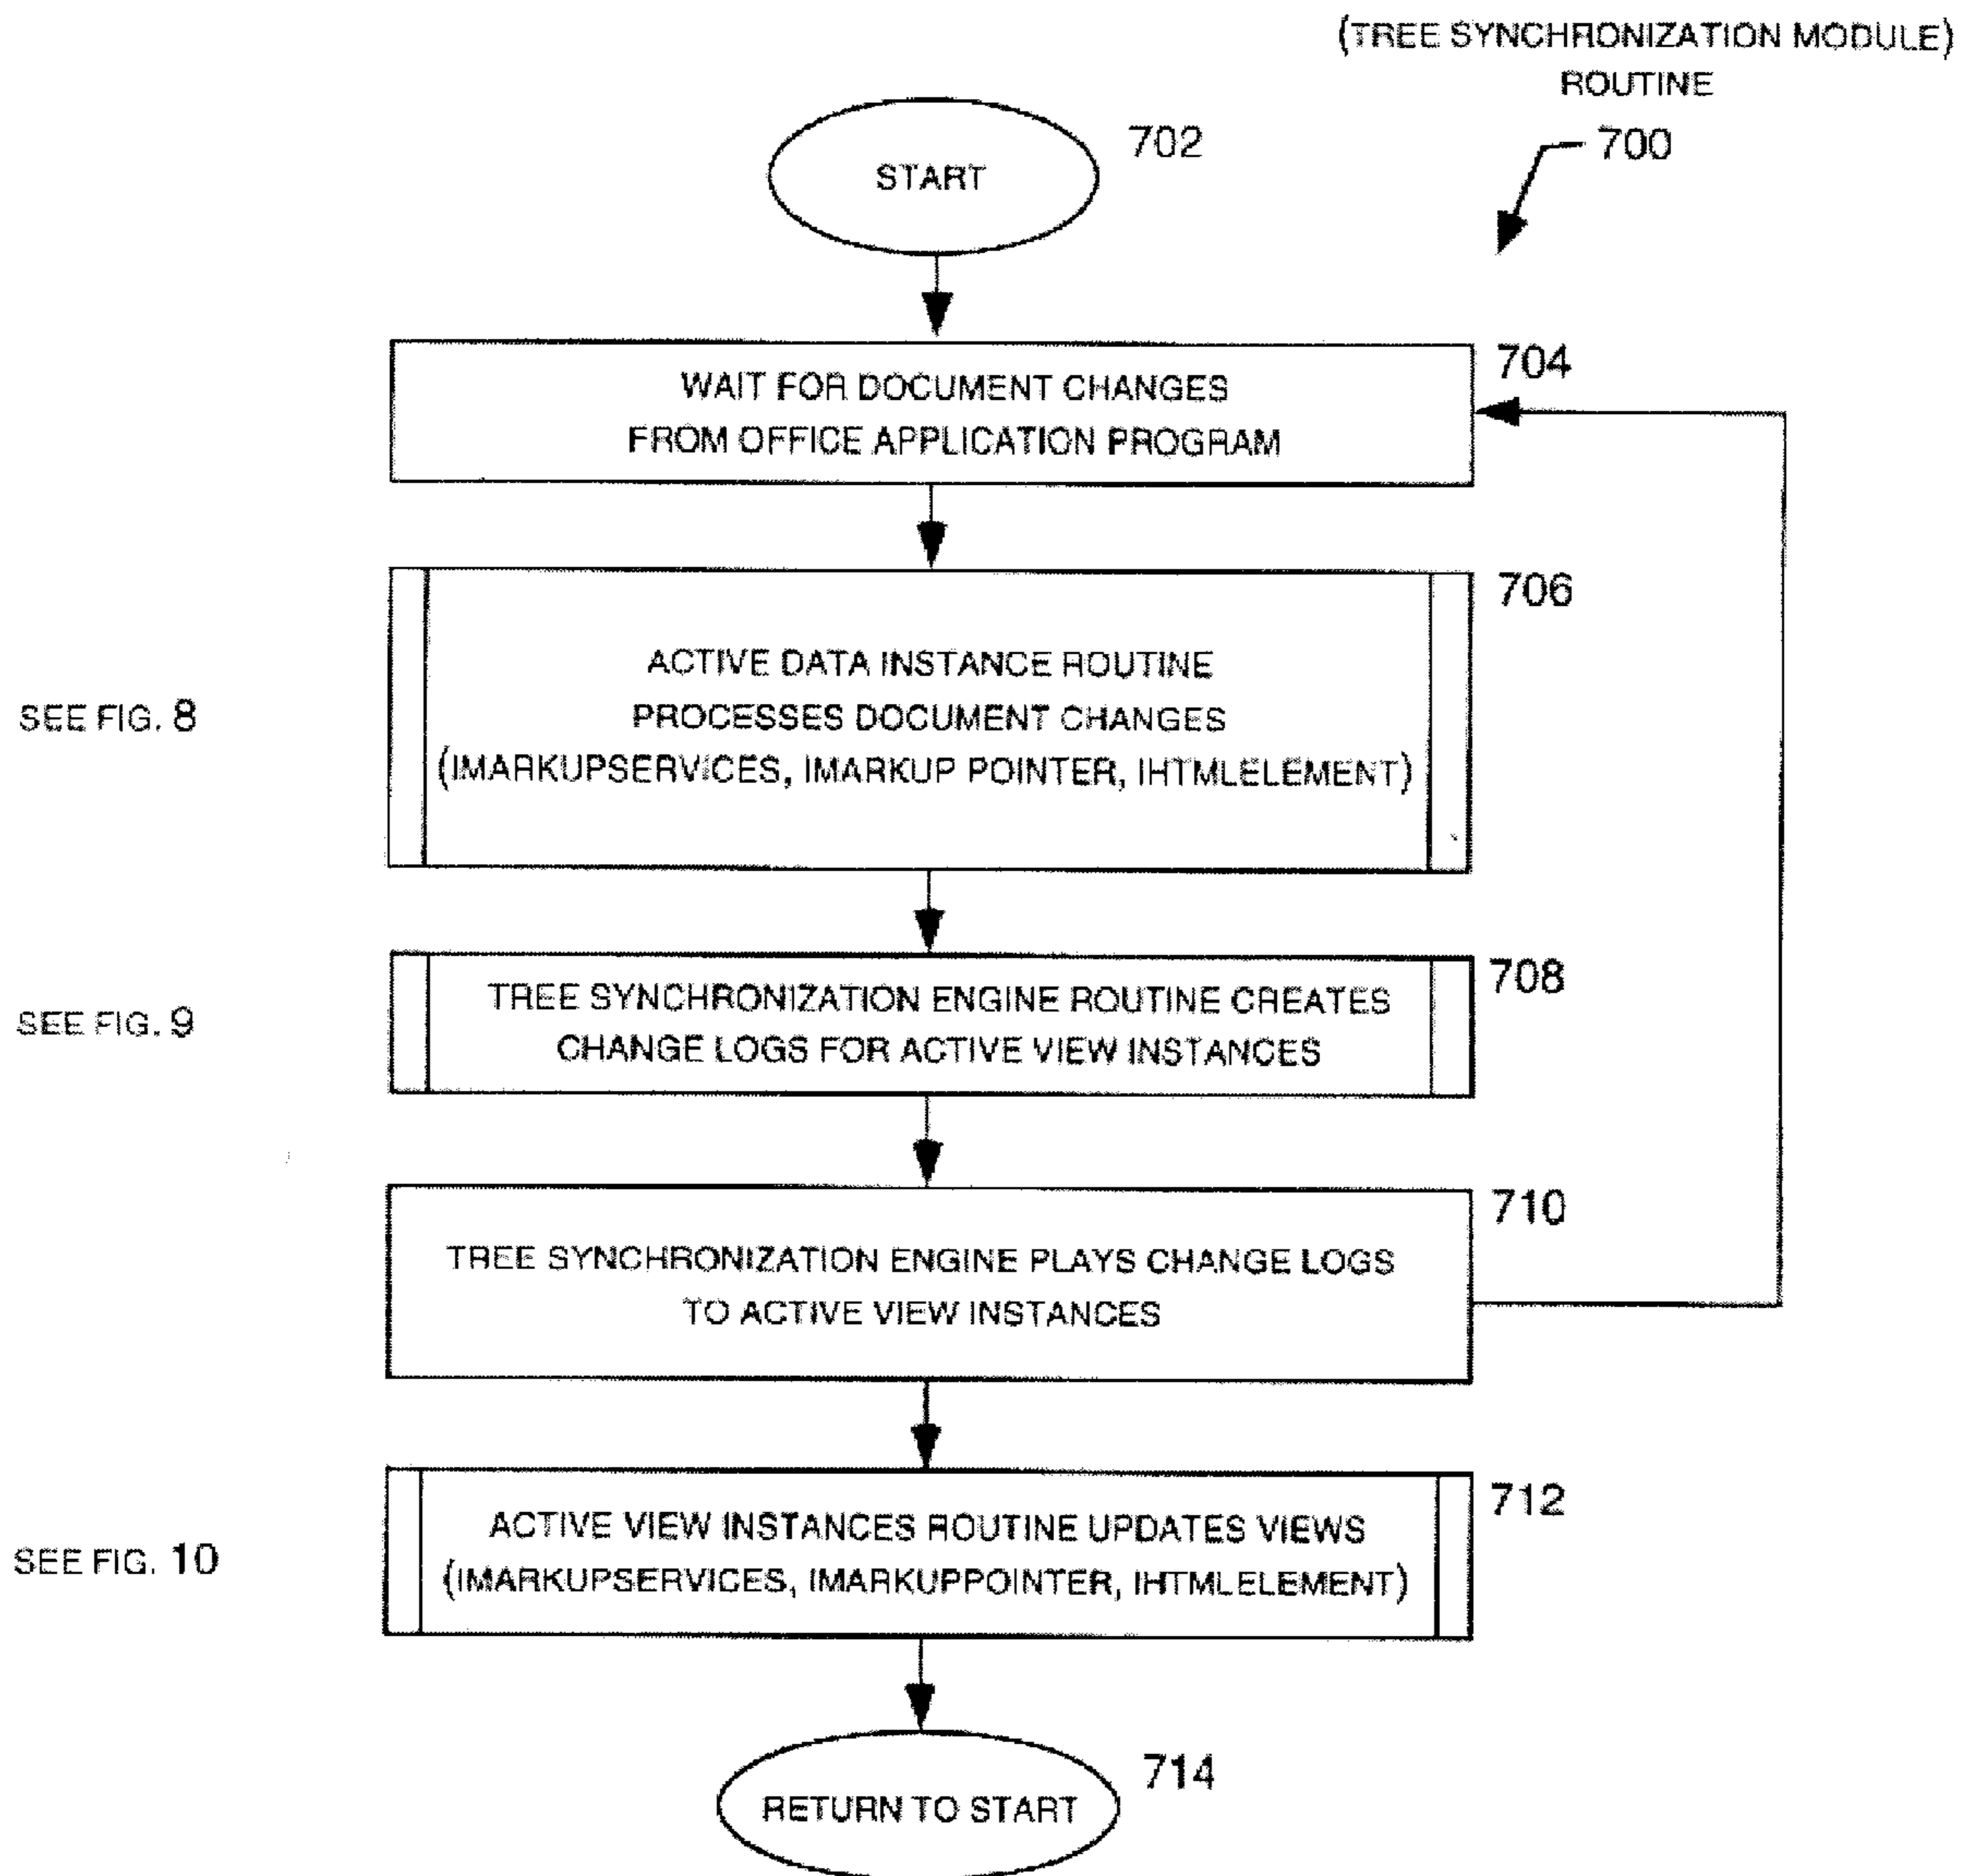 (TREE SYNCHRONIZATION MODULE)
ROUTINE
700
702
START
704
WAIT FOR DOCUMENT CHANGES
FROM OFFICE APPLICATION PROGRAM
706
ACTIVE DATA INSTANCE ROUTINE
PROCESSES DOCUMENT CHANGES
(IMARKUPSERVICES, IMARKUP POINTER, IHTMLELEMENT)
SEE FIG. 8
708
TREE SYNCHRONIZATION ENGINE ROUTINE CREATES
CHANGE LOGS FOR ACTIVE VIEW INSTANCES
SEE FIG. 9
710
TREE SYNCHRONIZATION ENGINE PLAYS CHANGE LOGS
TO ACTIVE VIEW INSTANCES
712
ACTIVE VIEW INSTANCES ROUTINE UPDATES VIEWS
(IMARKUPSERVICES, IMARKUPPOINTER, IHTMLELEMENT)
SEE FIG. 10
714
RETURN TO START